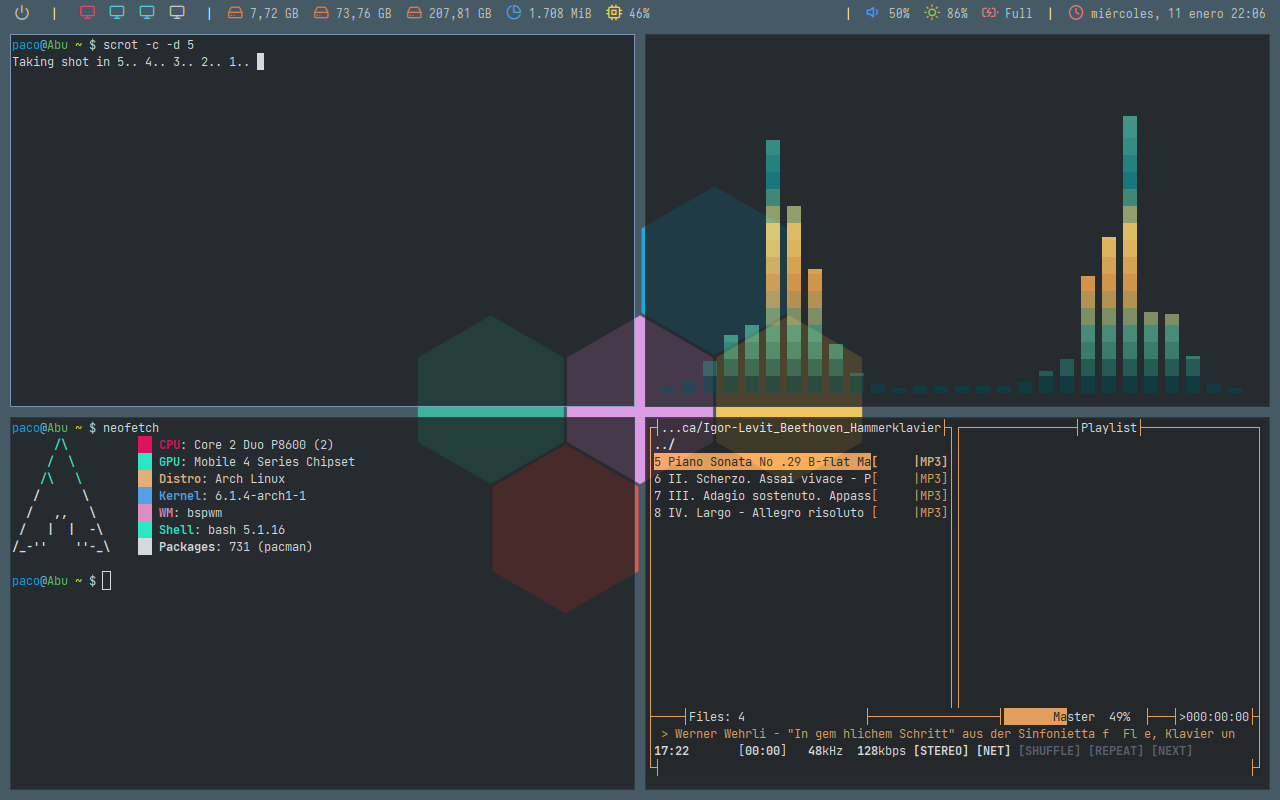 | | 7,72 GB 73,76 GB 207,81 GB 1.708 MiB 46% | 50% 86% Full | miércoles, 11 enero 22:06
paco@Abu ~ $ scrot -c -d 5
Taking shot in 5.. 4.. 3.. 2.. 1..
paco@Abu ~ $ neofetch
/\ CPU: Core 2 Duo P8600 (2)
/ \ GPU: Mobile 4 Series Chipset
/\ \ Distro: Arch Linux
/ \ Kernel: 6.1.4-arch1-1
/ ,, \ WM: bspwm
/ | | -\ Shell: bash 5.1.16
/_-'' ''-_\ Packages: 731 (pacman)
paco@Abu ~ $
...ca/Igor-Levit_Beethoven_Hammerklavier
../
5 Piano Sonata No .29 B-flat Ma[ |MP3]
6 II. Scherzo. Assai vivace - P[ |MP3]
7 III. Adagio sostenuto. Appass[ |MP3]
8 IV. Largo - Allegro risoluto [ |MP3]
Playlist
Files: 4 Master 49% >000:00:00
> Werner Wehrli - "In gem hlichem Schritt" aus der Sinfonietta f Fl e, Klavier un
17:22 [00:00] 48kHz 128kbps [STEREO] [NET] [SHUFFLE] [REPEAT] [NEXT]